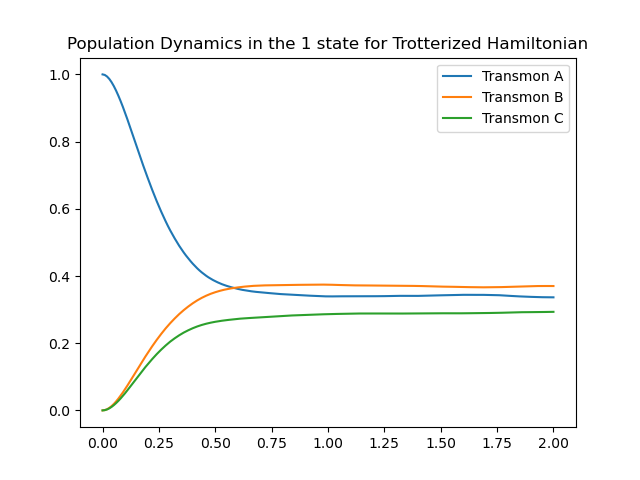 Population Dynamics in the 1 state for Trotterized Hamiltonian
Transmon A
Transmon B
Transmon C
1.0
0.8
0.6
0.4
0.2
0.0
0.00 0.25 0.50 0.75 1.00 1.25 1.50 1.75 2.00